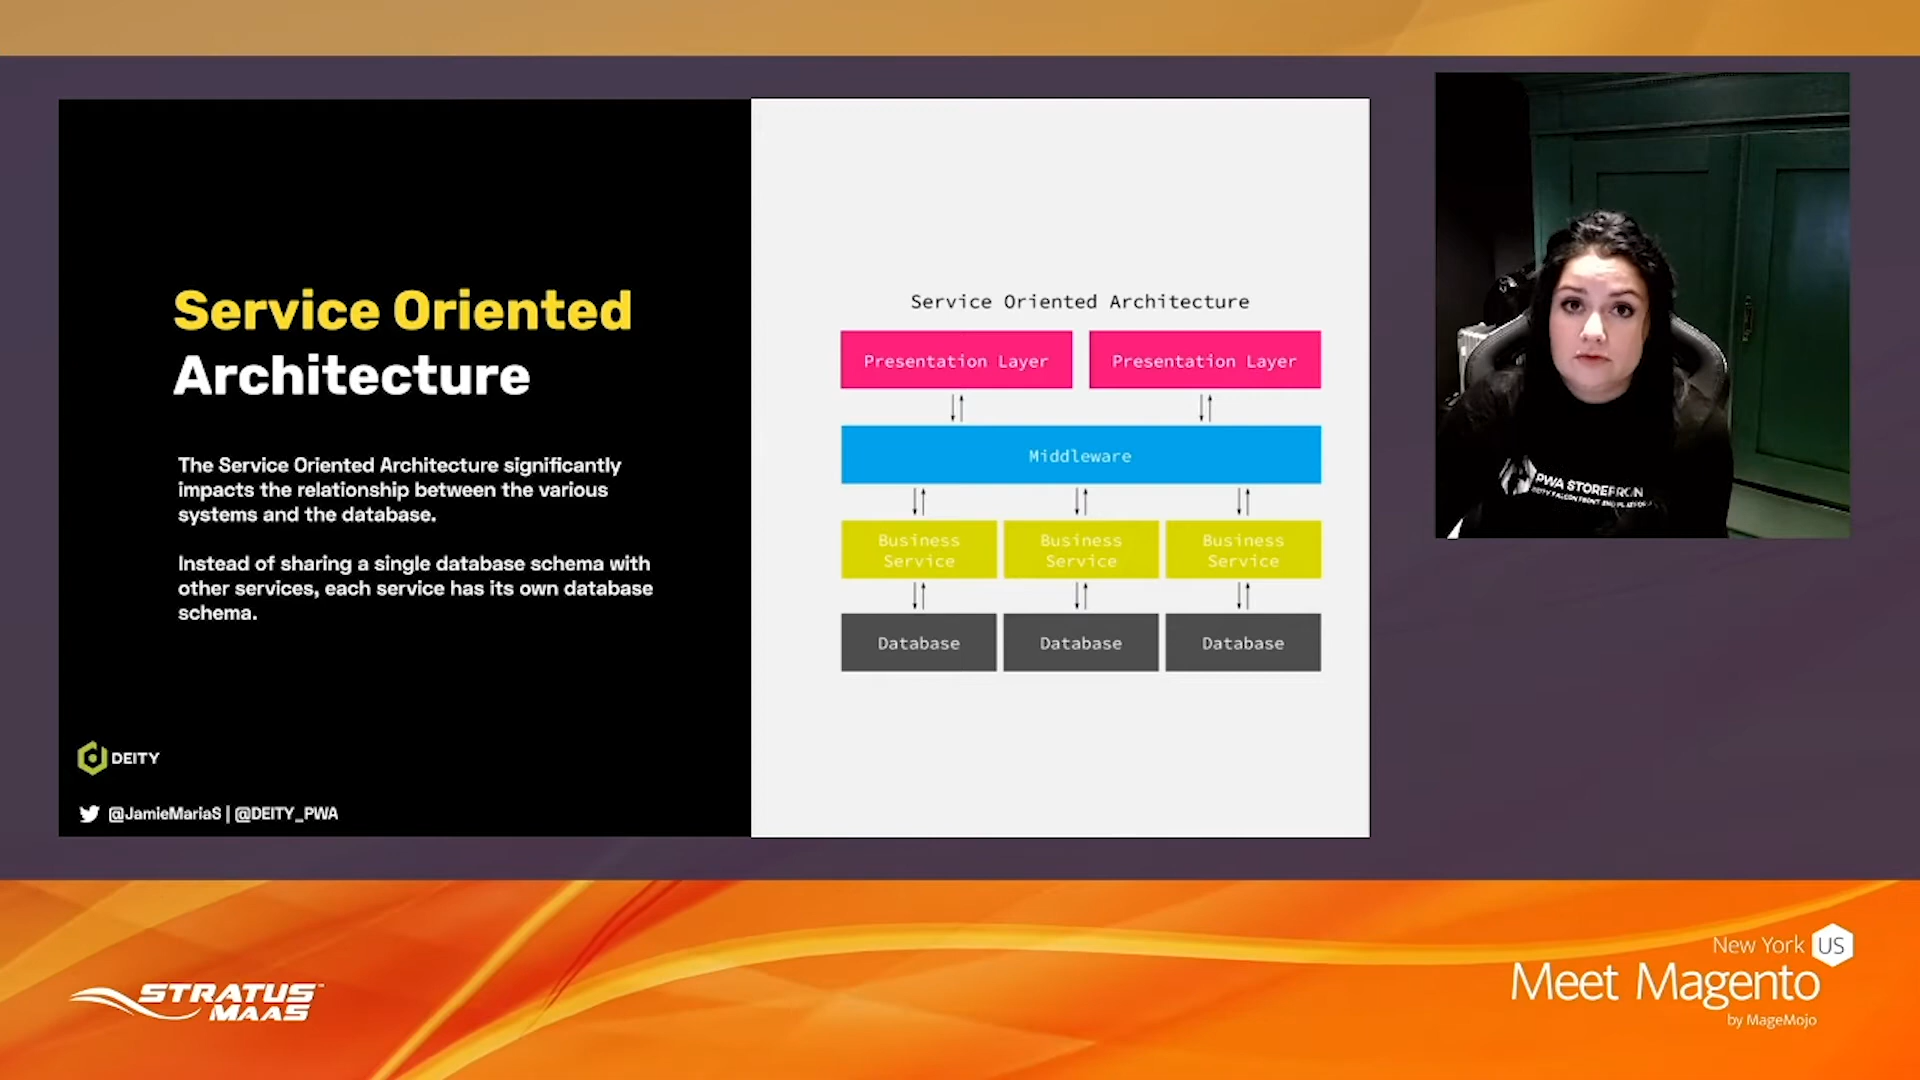 Service Oriented
Architecture
The Service Oriented Architecture significantly
impacts the relationship between the various
systems and the database.
Instead of sharing a single database schema with
other services, each service has its own database
schema.
DEITY
@JamieMariaS | @DEITY_PWA
Service Oriented Architecture
Presentation Layer
Presentation Layer
Middleware
Business
Service
Business
Service
Business
Service
Database
Database
Database
PWA STOREFRON
STRATUS
MAAS
New York US
Meet Magento
by MageMojo